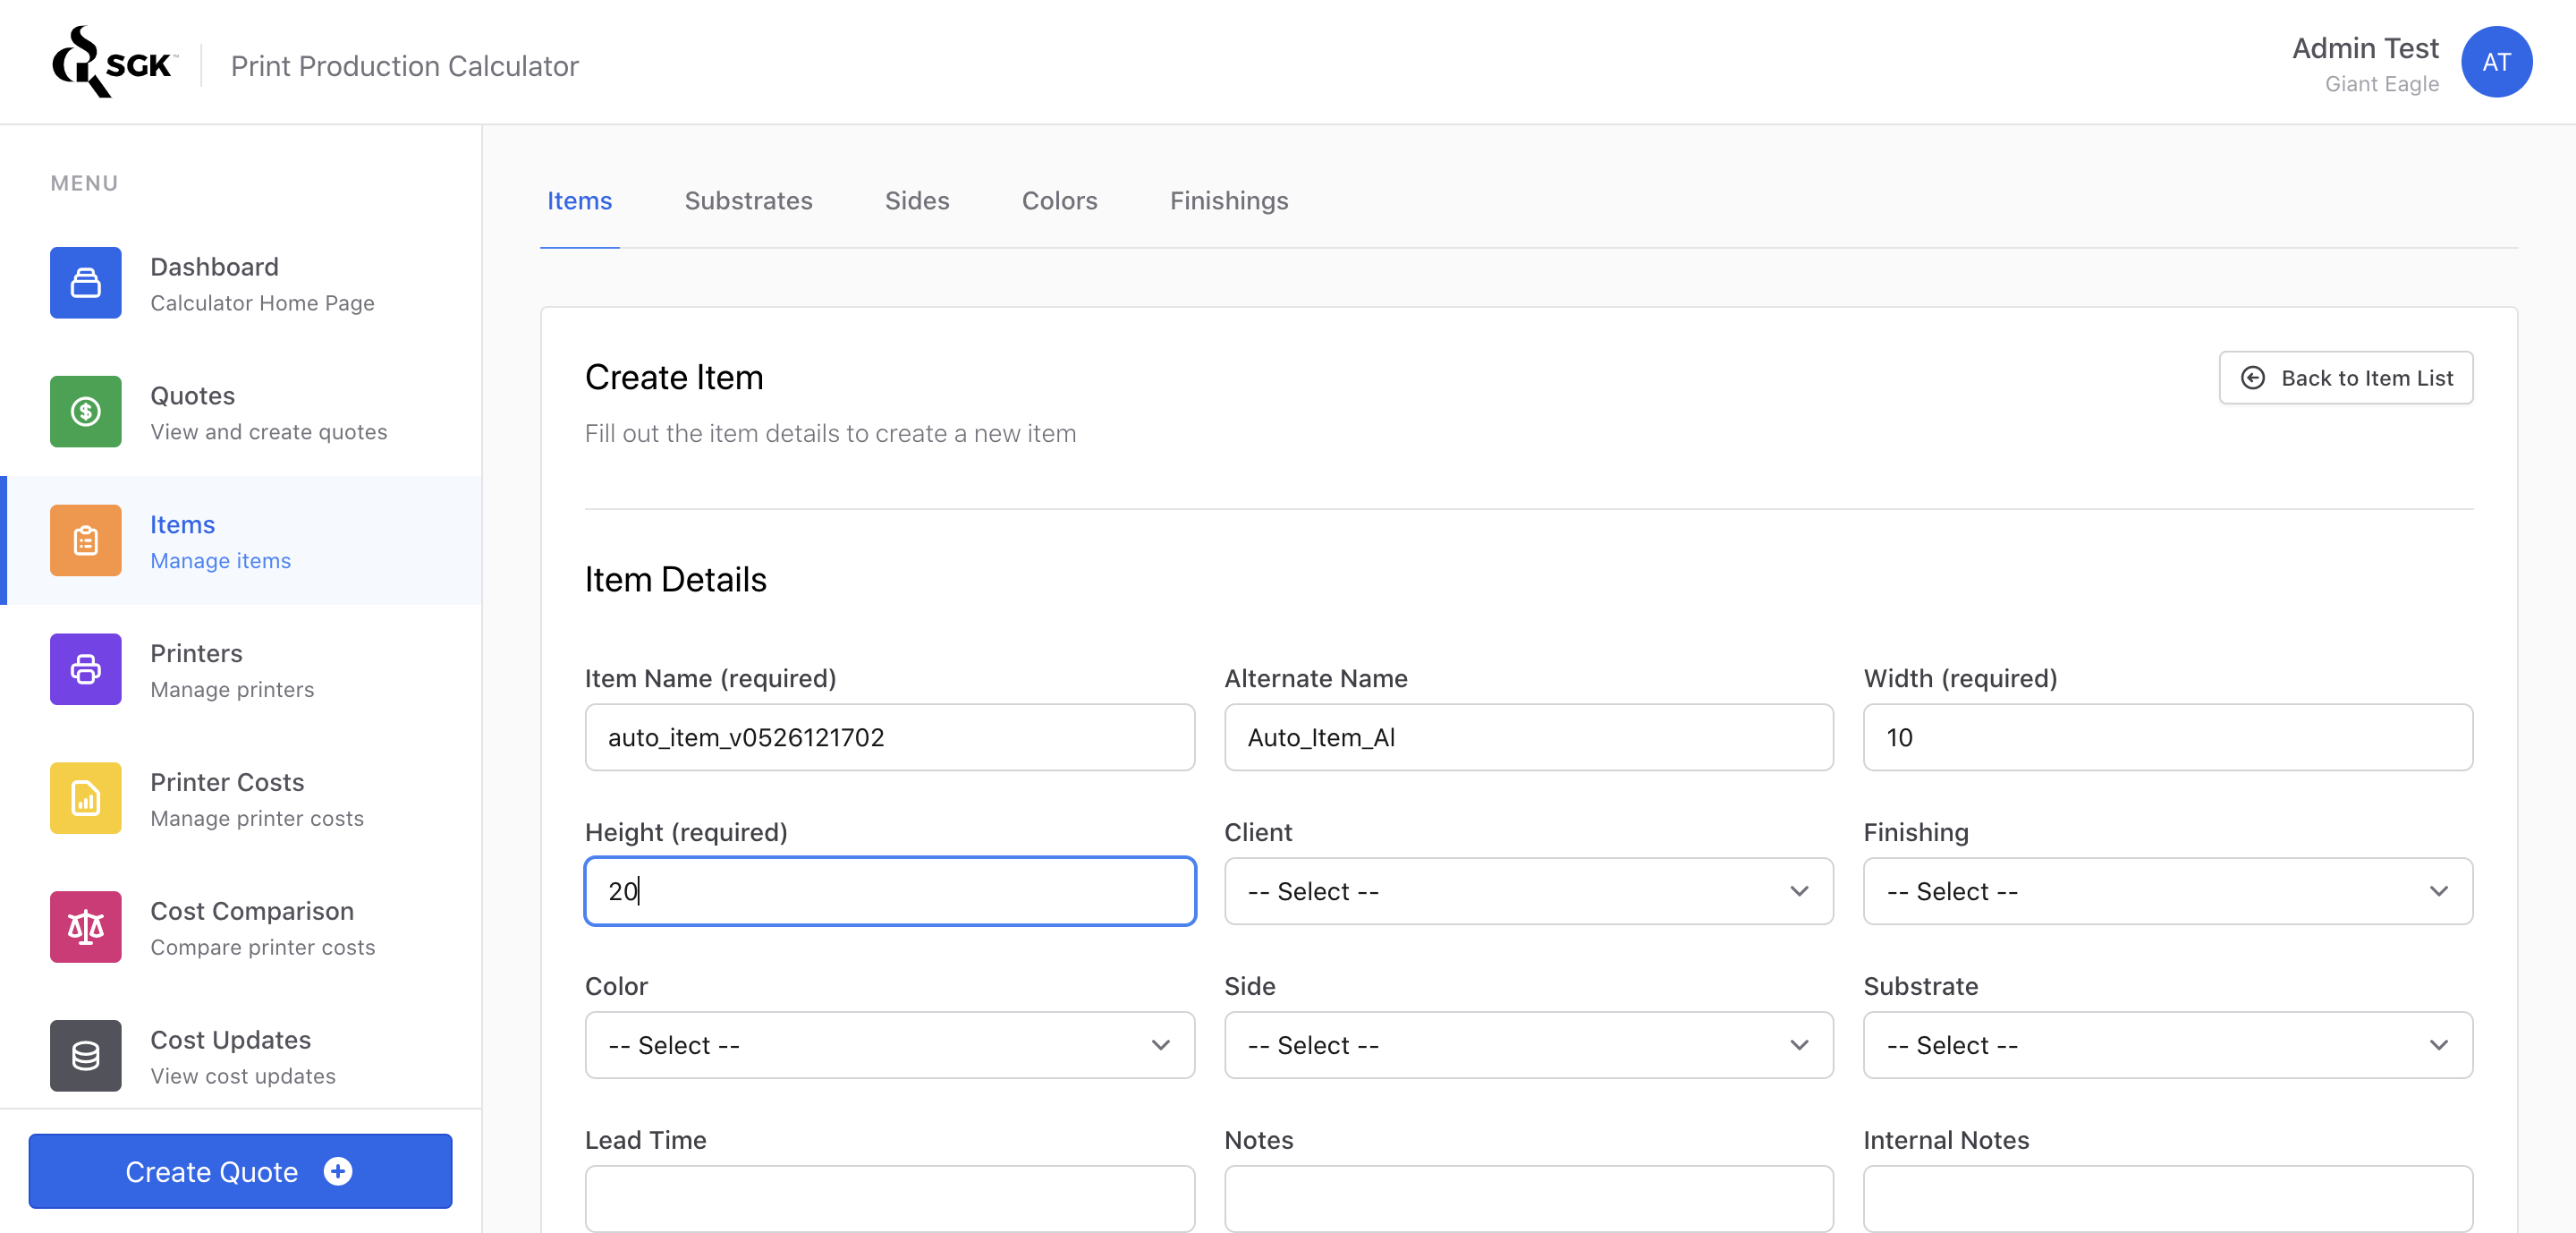 SGK
Print Production Calculator
Admin Test
Giant Eagle
AT
MENU
Dashboard
Calculator Home Page
Quotes
View and create quotes
Items
Manage items
Printers
Manage printers
Printer Costs
Manage printer costs
Cost Comparison
Compare printer costs
Cost Updates
View cost updates
Create Quote
Items Substrates Sides Colors Finishings
Create Item
Back to Item List
Fill out the item details to create a new item
Item Details
Item Name (required) Alternate Name Width (required)
auto_item_v0526121702 Auto_Item_Al 10
Height (required) Client Finishing
20 -- Select -- -- Select --
Color Side Substrate
-- Select -- -- Select -- -- Select --
Lead Time Notes Internal Notes